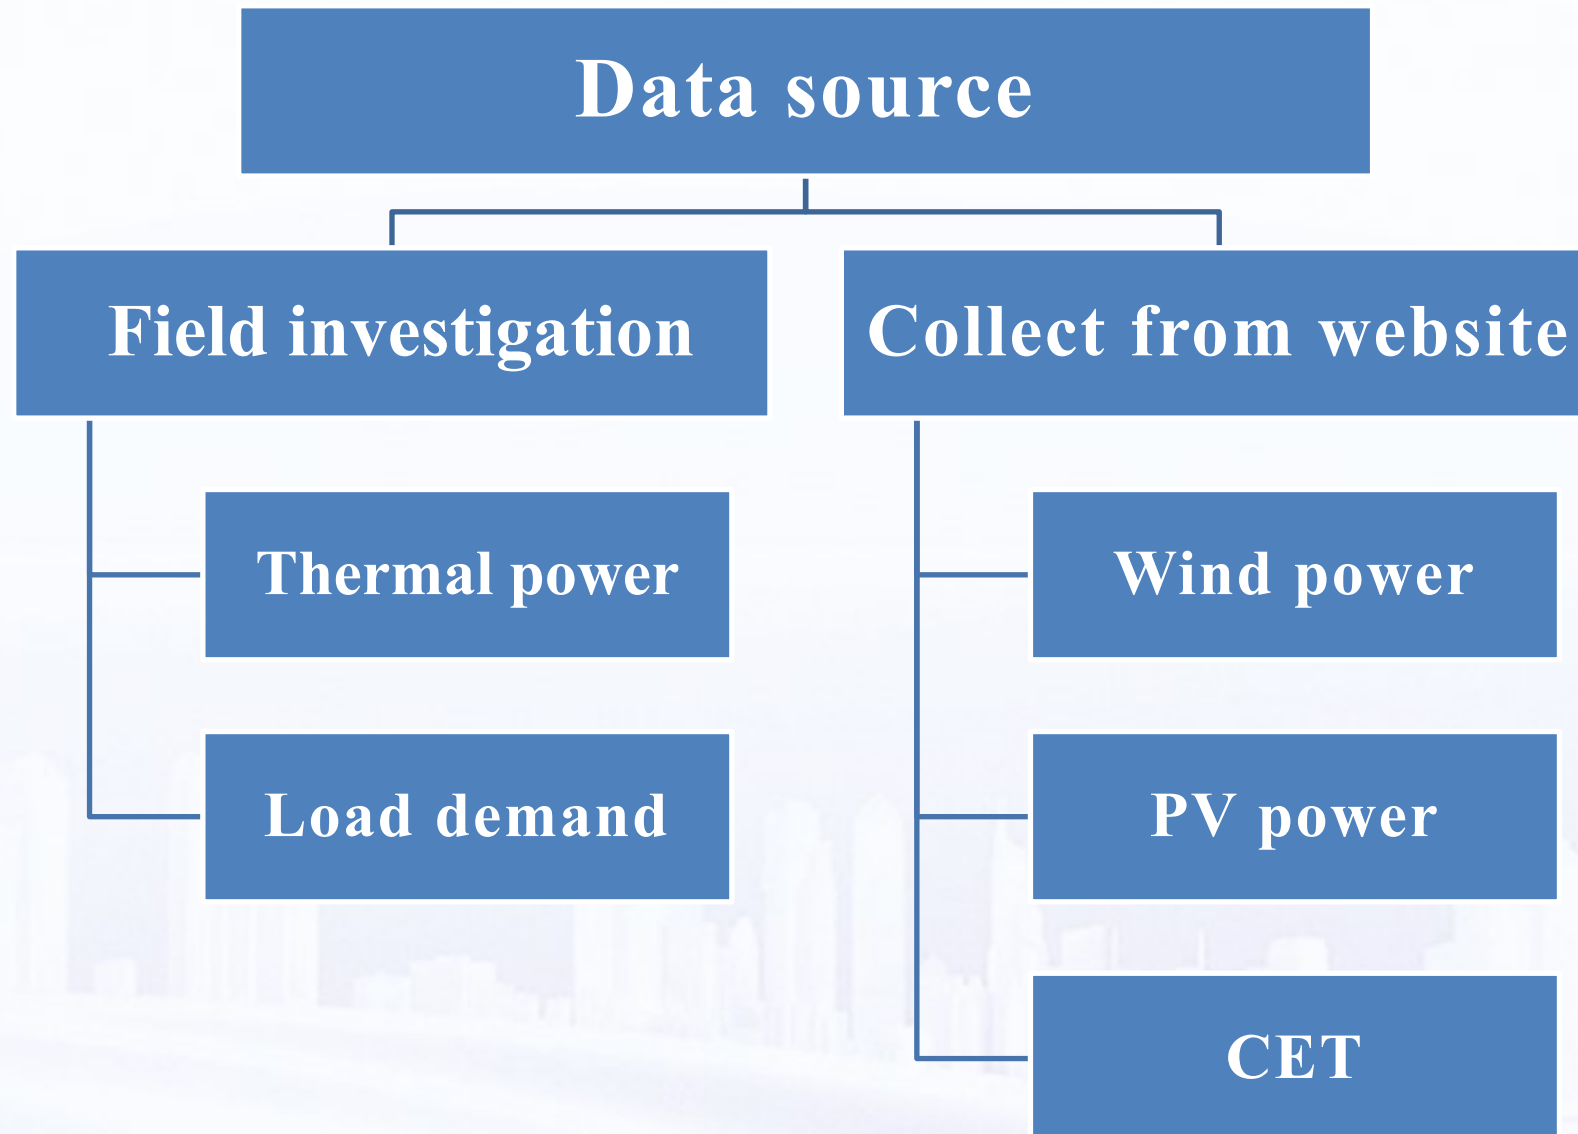 Data source
Field investigation
Collect from website
Thermal power
Wind power
Load demand
PV power
CET